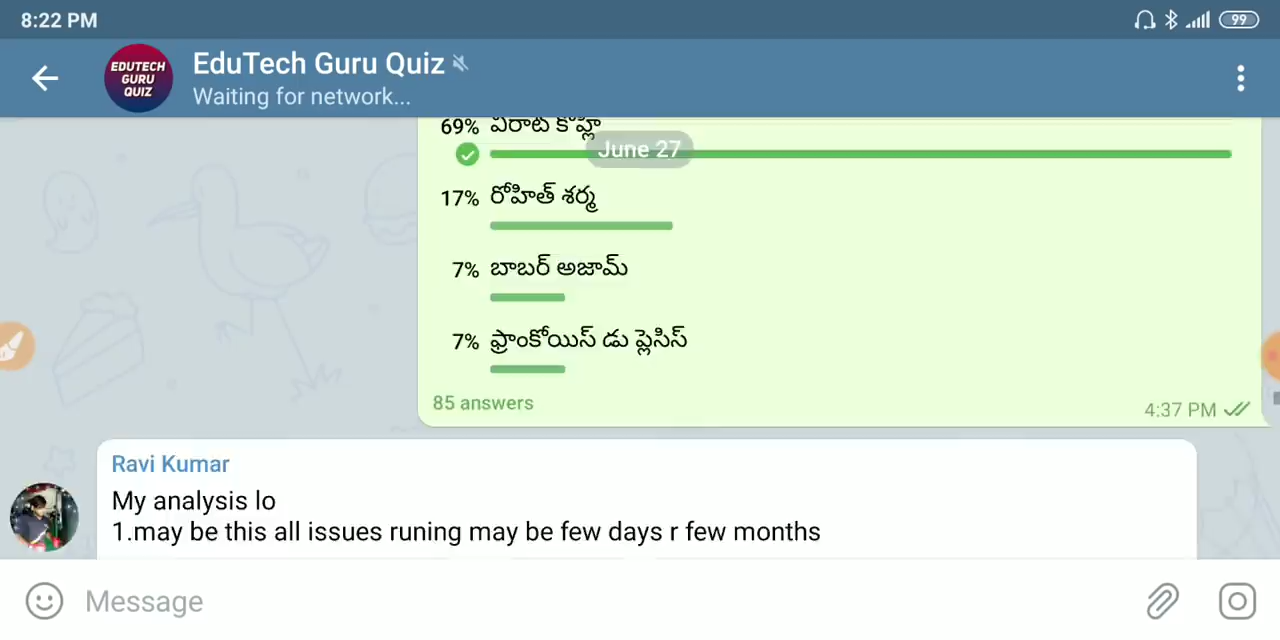 8:22 PM
99
EDUTECH
GURU
QUIZ
EduTech Guru Quiz
Waiting for network...
69% విరాట్ కోహ్లి
June 27
17% రోహిత్ శర్మ
7% బాబర్ అజామ్
7% ఫ్రాంకోయిస్ డు ప్లెసిస్
85 answers
4:37 PM
Ravi Kumar
My analysis lo
1.may be this all issues runing may be few days r few months
Message